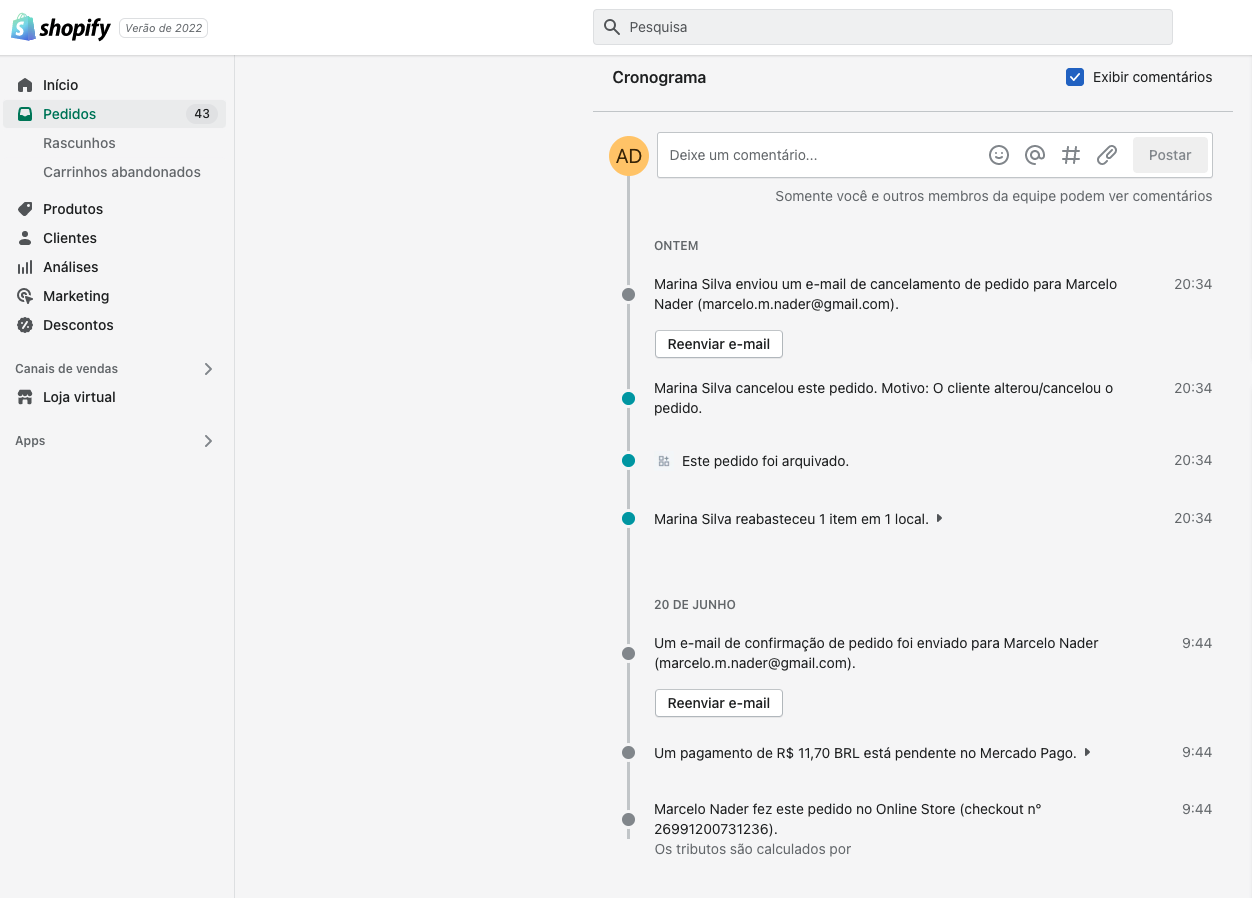 shopify
Verão de 2022
Pesquisa
Início
Pedidos 43
Rascunhos
Carrinhos abandonados
Produtos
Clientes
Análises
Marketing
Descontos
Canais de vendas
Loja virtual
Apps
Cronograma
Exibir comentários
AD
Deixe um comentário...
Postar
Somente você e outros membros da equipe podem ver comentários
ONTEM
Marina Silva enviou um e-mail de cancelamento de pedido para Marcelo 20:34
Nader (marcelo.m.nader@gmail.com).
Reenviar e-mail
Marina Silva cancelou este pedido. Motivo: O cliente alterou/cancelou o 20:34
pedido.
Este pedido foi arquivado. 20:34
Marina Silva reabasteceu 1 item em 1 local. 20:34
20 DE JUNHO
Um e-mail de confirmação de pedido foi enviado para Marcelo Nader 9:44
(marcelo.m.nader@gmail.com).
Reenviar e-mail
Um pagamento de R$ 11,70 BRL está pendente no Mercado Pago. 9:44
Marcelo Nader fez este pedido no Online Store (checkout n° 9:44
26991200731236).
Os tributos são calculados por